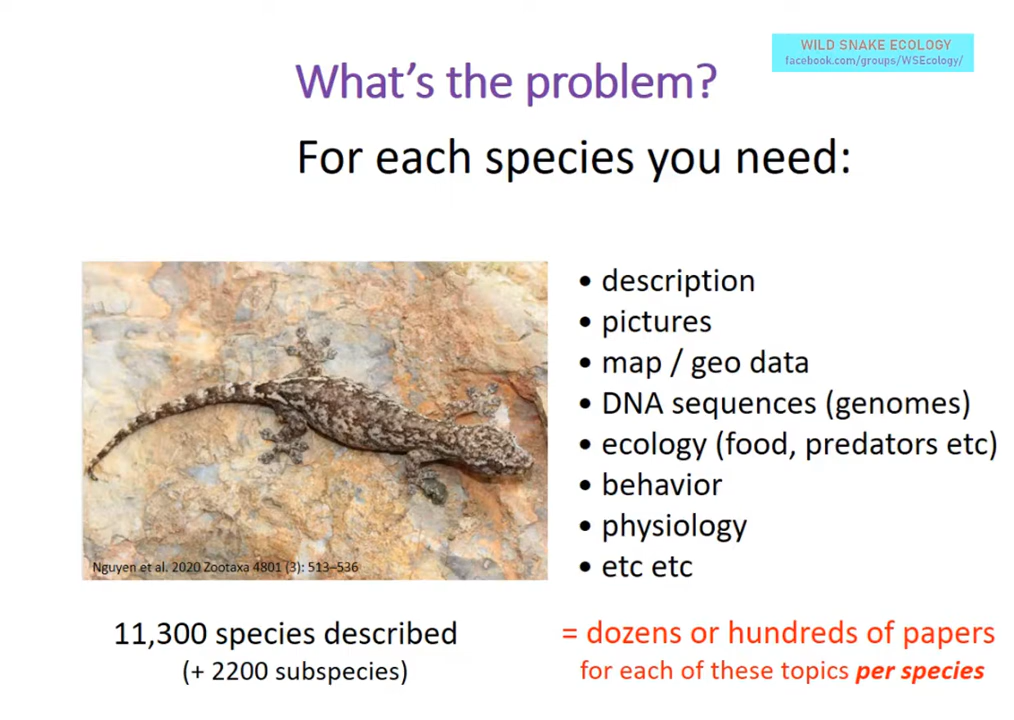 WILD SNAKE ECOLOGY
facebook.com/groups/WSEcology/
What's the problem?
For each species you need:
• description
• pictures
• map / geo data
• DNA sequences (genomes)
• ecology (food, predators etc)
• behavior
• physiology
• etc etc
Nguyen et al. 2020 Zootaxa 4801 (3): 513–536
11,300 species described
(+ 2200 subspecies)
= dozens or hundreds of papers
for each of these topics per species